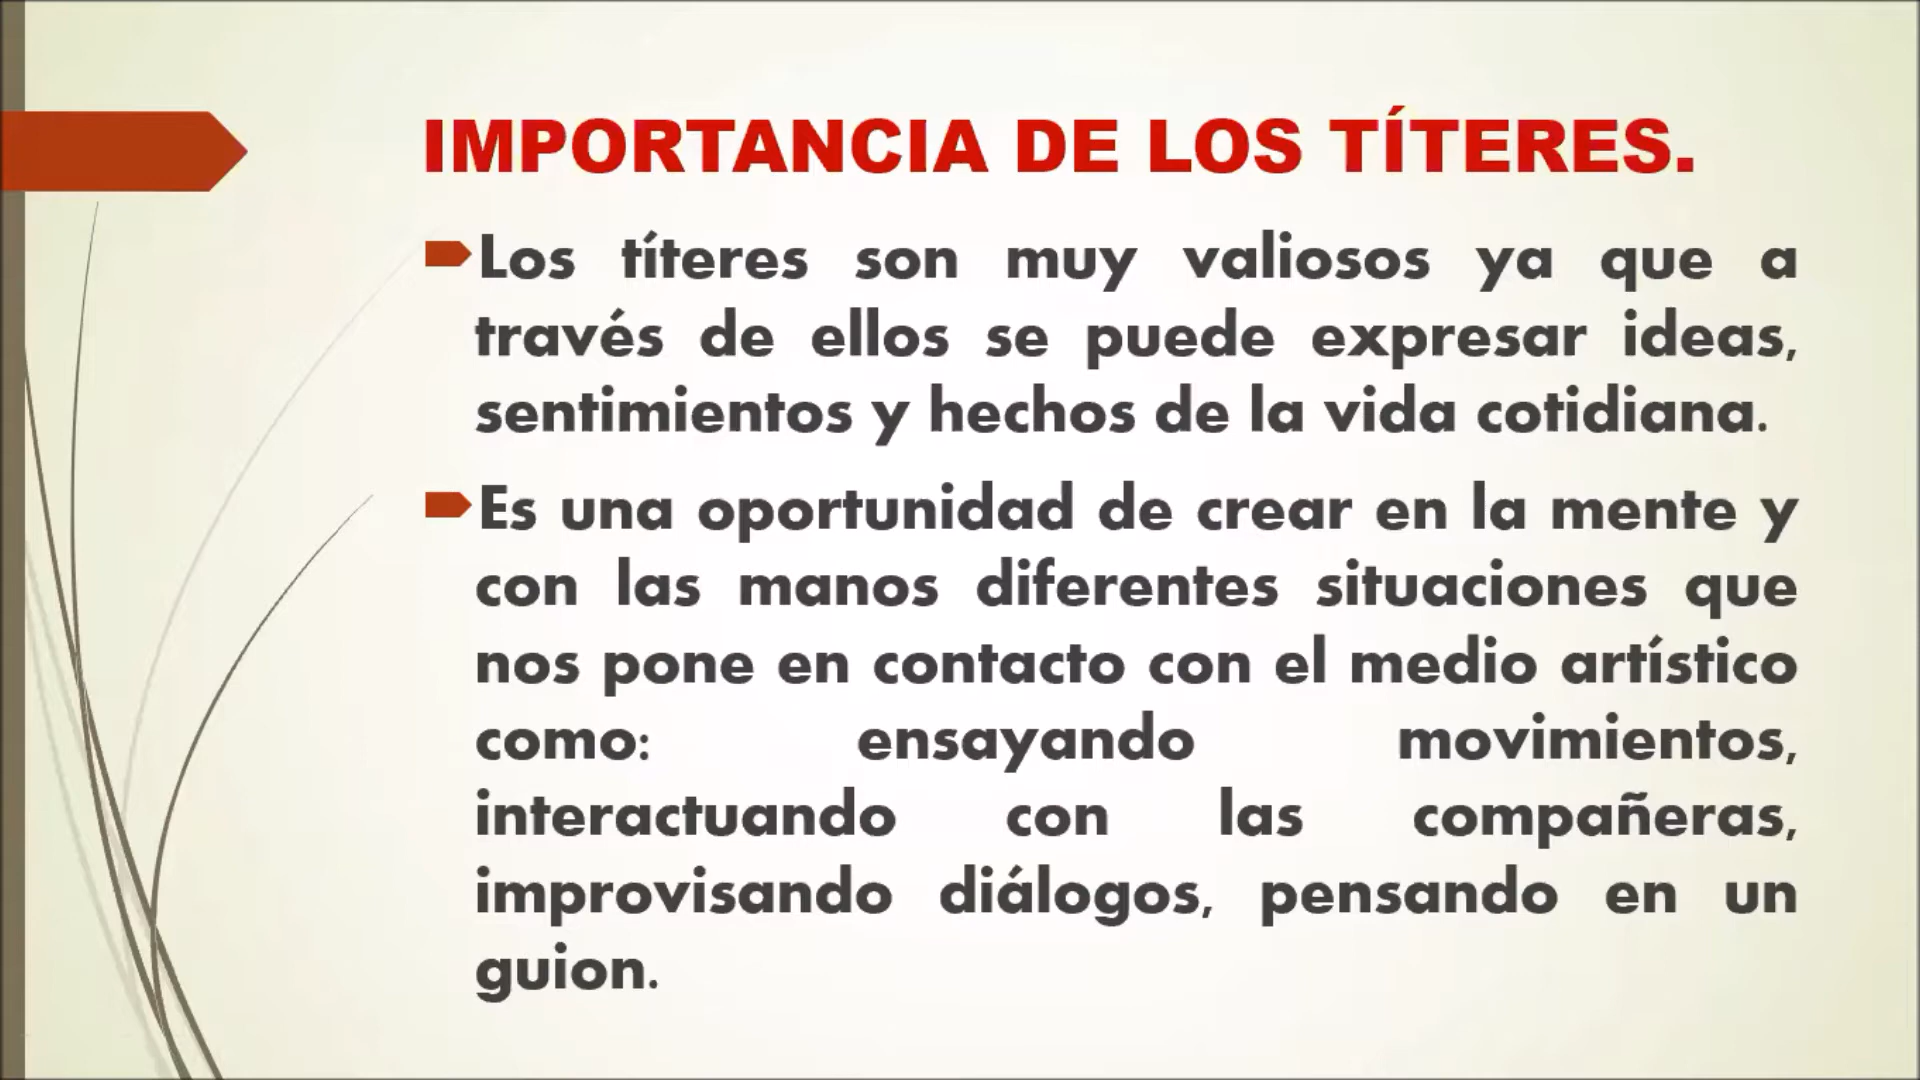 IMPORTANCIA DE LOS TÍTERES.
Los títeres son muy valiosos ya que a
través de ellos se puede expresar ideas,
sentimientos y hechos de la vida cotidiana.
Es una oportunidad de crear en la mente y
con las manos diferentes situaciones que
nos pone en contacto con el medio artístico
como: ensayando movimientos,
interactuando con las compañeras,
improvisando diálogos, pensando en un
guion.